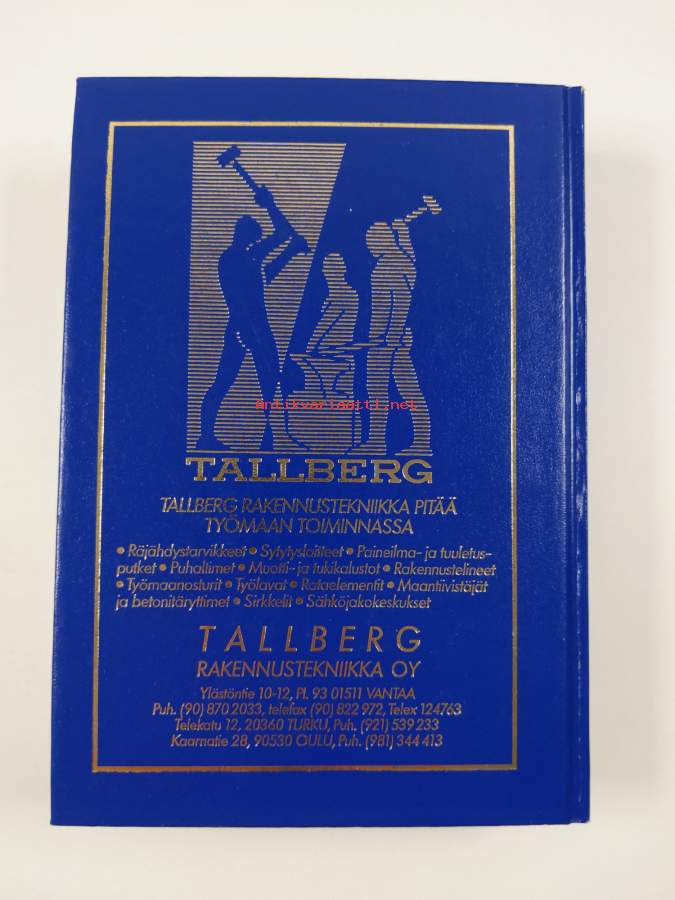 antikvariaatti.net
TALLBERG
TALLBERG RAKENNUSTEKNIIKKA PITÄÄ
TYÖMAAN TOIMINNASSA
• Räjähdystarvikkeet • Sytytyslaitteet • Paineilma- ja tuuletus-
putket • Puhaltimet • Muotti- ja tukikalustot • Rakennustelineet
• Työmaanosturit • Työlavat • Rataelementit • Maantiivistäjät
ja betonitäryttimet • Sirkkelit • Sähköjakokeskukset
TALLBERG
RAKENNUSTEKNIIKKA OY
Ylästöntie 10-12, PL 93 01511 VANTAA
Puh. (90) 870 2033, telefax (90) 822 972, Telex 124763
Telekatu 12, 20360 TURKU, Puh. (921) 539 233
Kaarnatie 28, 90530 OULU, Puh. (981) 344 413